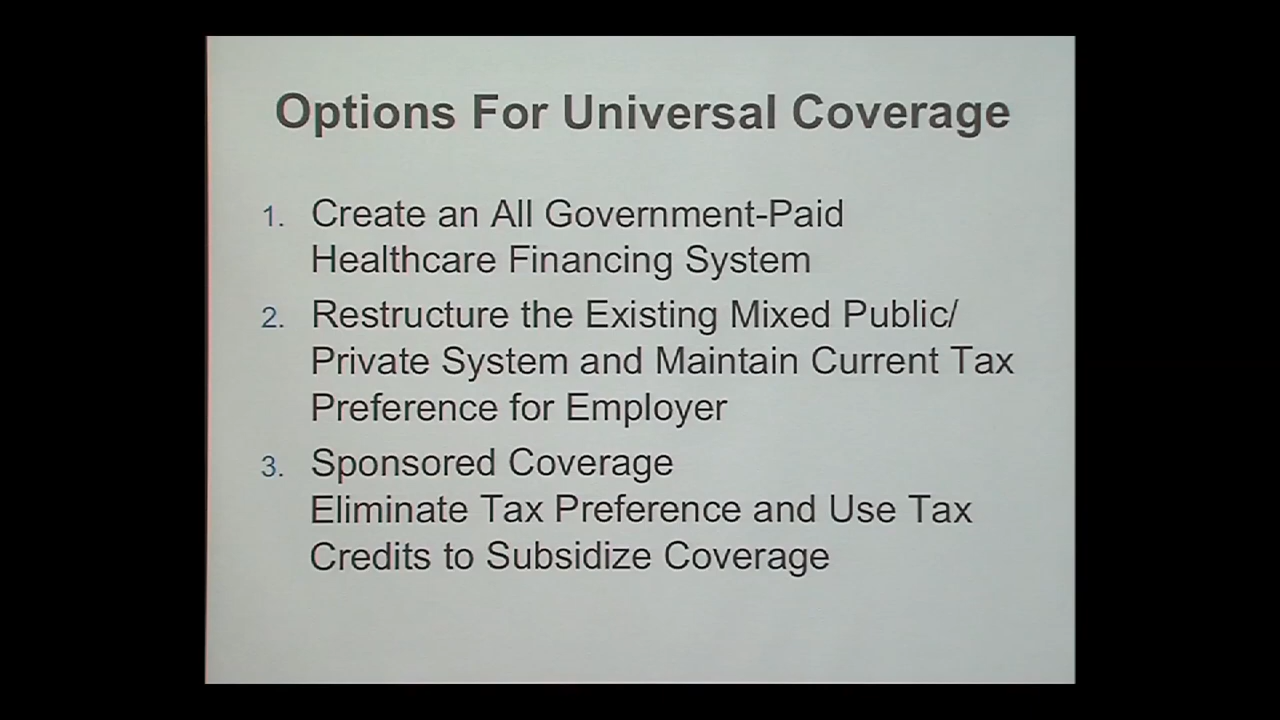 Options For Universal Coverage
1. Create an All Government-Paid
Healthcare Financing System
2. Restructure the Existing Mixed Public/
Private System and Maintain Current Tax
Preference for Employer
3. Sponsored Coverage
Eliminate Tax Preference and Use Tax
Credits to Subsidize Coverage